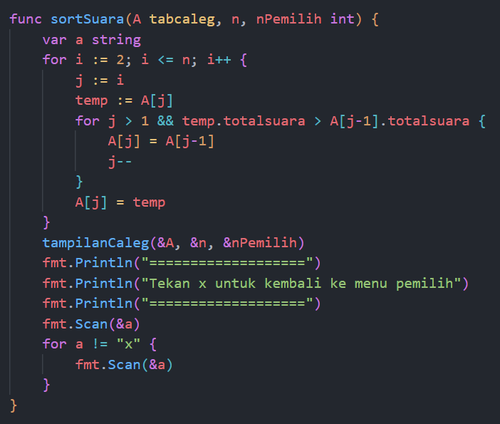 func sortSuara(A tabcaleg, n, nPemilih int) {
    var a string
    for i := 2; i <= n; i++ {
        j := i
        temp := A[j]
        for j > 1 && temp.totalsuara > A[j-1].totalsuara {
            A[j] = A[j-1]
            j--
        }
        A[j] = temp
    }
    tampilanCaleg(&A, &n, &nPemilih)
    fmt.Println("===================")
    fmt.Println("Tekan x untuk kembali ke menu pemilih")
    fmt.Println("===================")
    fmt.Scan(&a)
    for a != "x" {
        fmt.Scan(&a)
    }
}